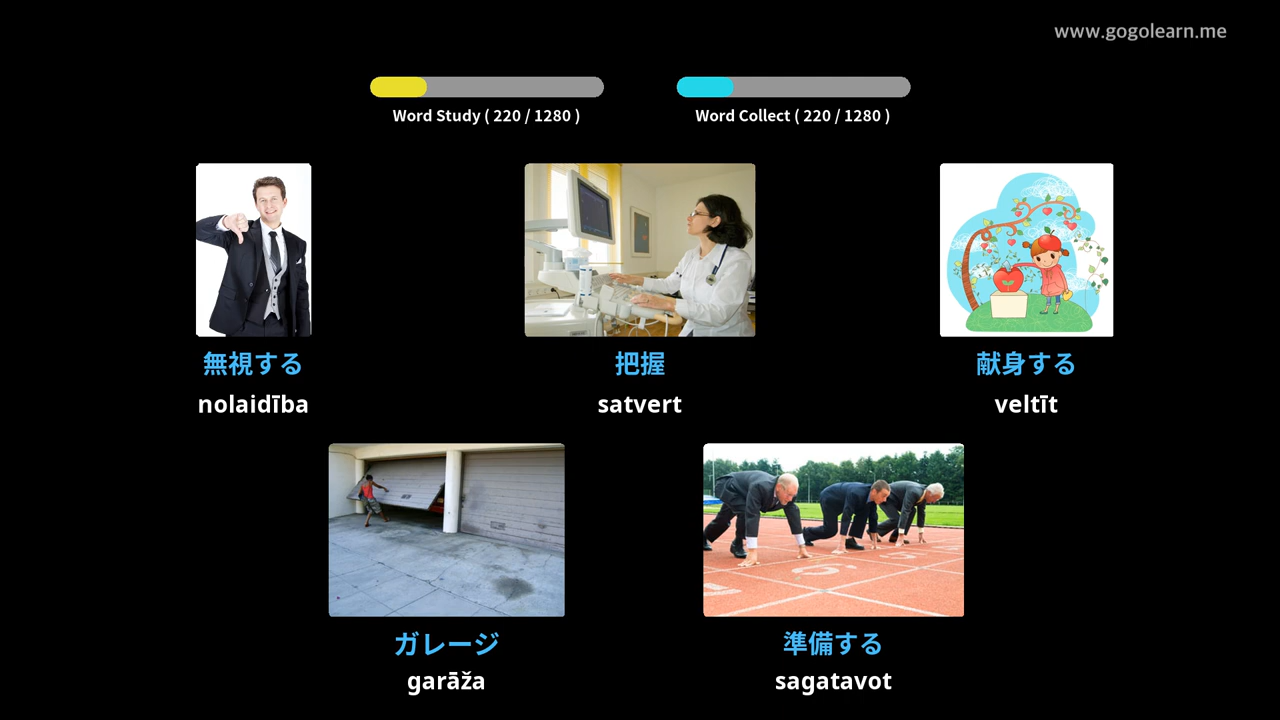 www.gogolearn.me
Word Study ( 220 / 1280 )
Word Collect ( 220 / 1280 )
無視する
把握
献身する
nolaidība
satvert
veltīt
ガレージ
準備する
garāža
sagatavot